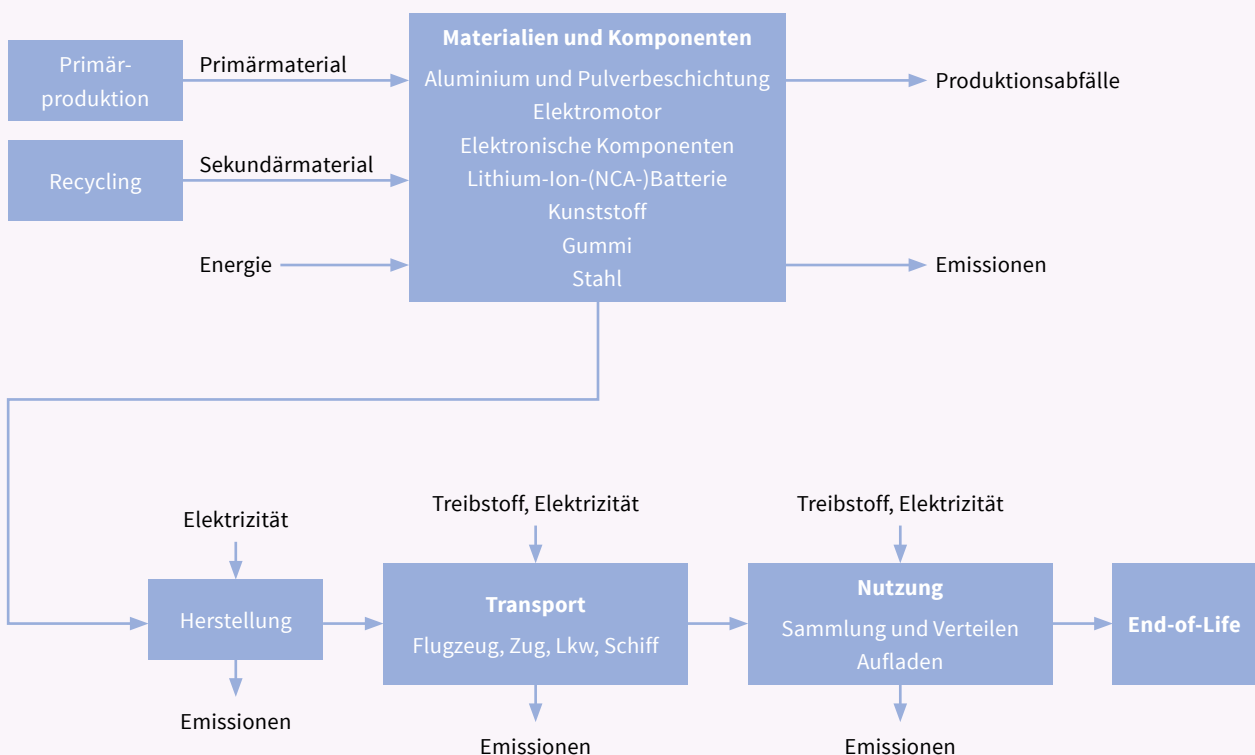 Materialien und Komponenten
Primär-
produktion
Primärmaterial
Aluminium und Pulverbeschichtung
Produktionsabfälle
Elektromotor
Elektronische Komponenten
Recycling
Sekundärmaterial
Lithium-Ion-(NCA-)Batterie
Kunststoff
Gummi
Energie
Emissionen
Stahl
Elektrizität
Treibstoff, Elektrizität
Treibstoff, Elektrizität
Herstellung
Transport
Flugzeug, Zug, Lkw, Schiff
Nutzung
Sammlung und Verteilen
Aufladen
End-of-Life
Emissionen
Emissionen
Emissionen